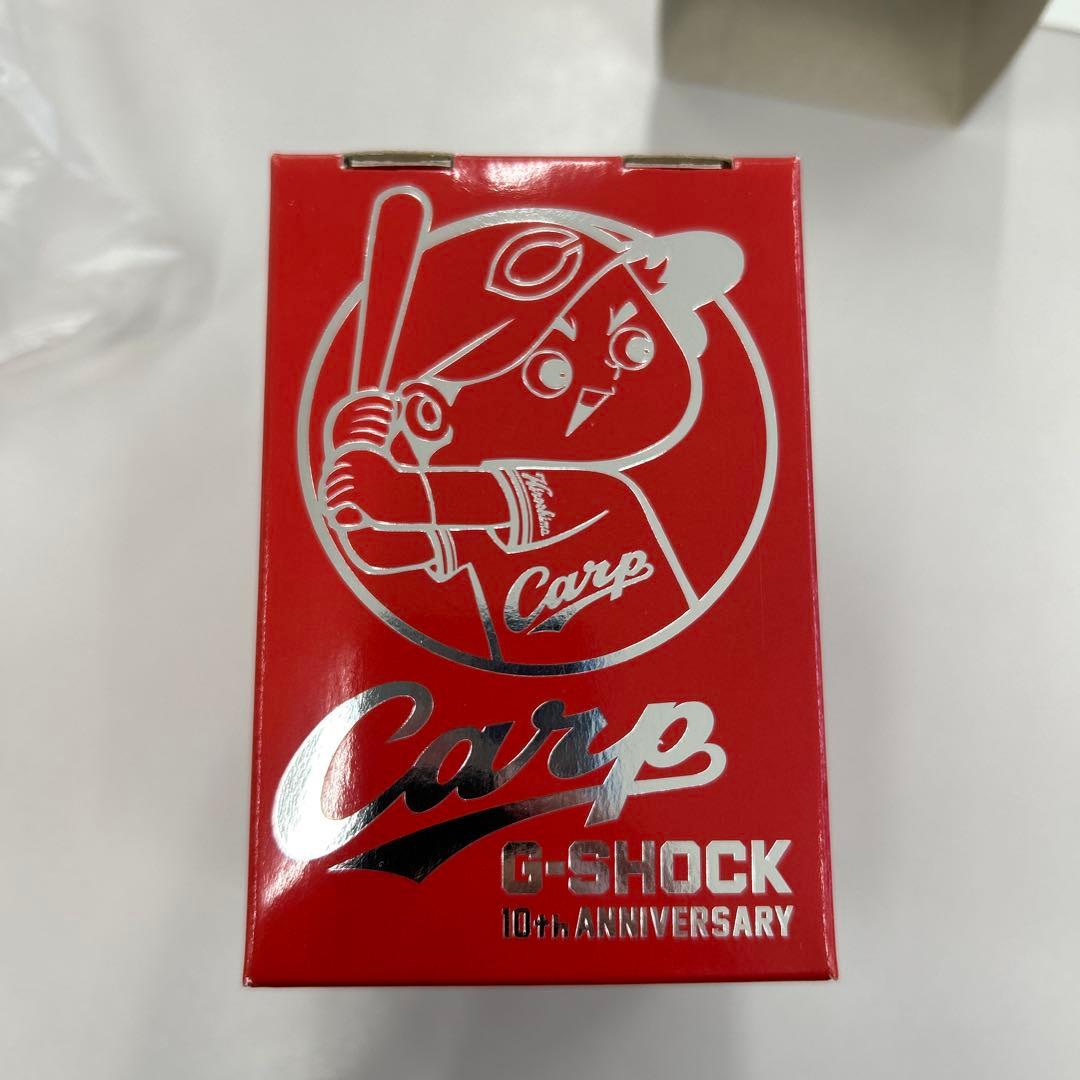 C
Hiroshima
Carp
Carp
G-SHOCK
10th ANNIVERSARY